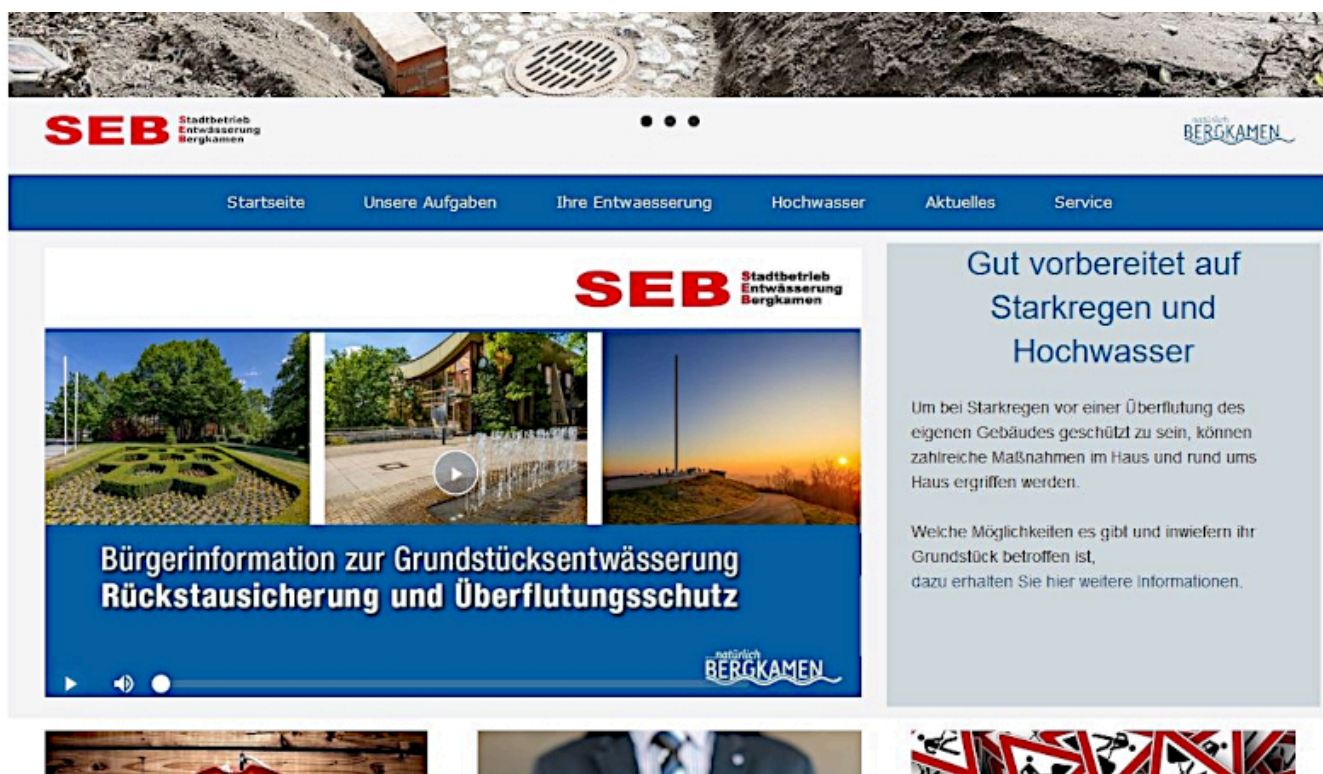 SEB Stadtbetrieb
Entwässerung
Bergkamen
natürlich
BERGKAMEN
Startseite Unsere Aufgaben Ihre Entwaesserung Hochwasser Aktuelles Service
SEB Stadtbetrieb
Entwässerung
Bergkamen
Bürgerinformation zur Grundstücksentwässerung
Rückstausicherung und Überflutungsschutz
natürlich
BERGKAMEN
Gut vorbereitet auf
Starkregen und
Hochwasser
Um bei Starkregen vor einer Überflutung des
eigenen Gebäudes geschützt zu sein, können
zahlreiche Maßnahmen im Haus und rund ums
Haus ergriffen werden.
Welche Möglichkeiten es gibt und inwiefern ihr
Grundstück betroffen ist,
dazu erhalten Sie hier weitere Informationen.